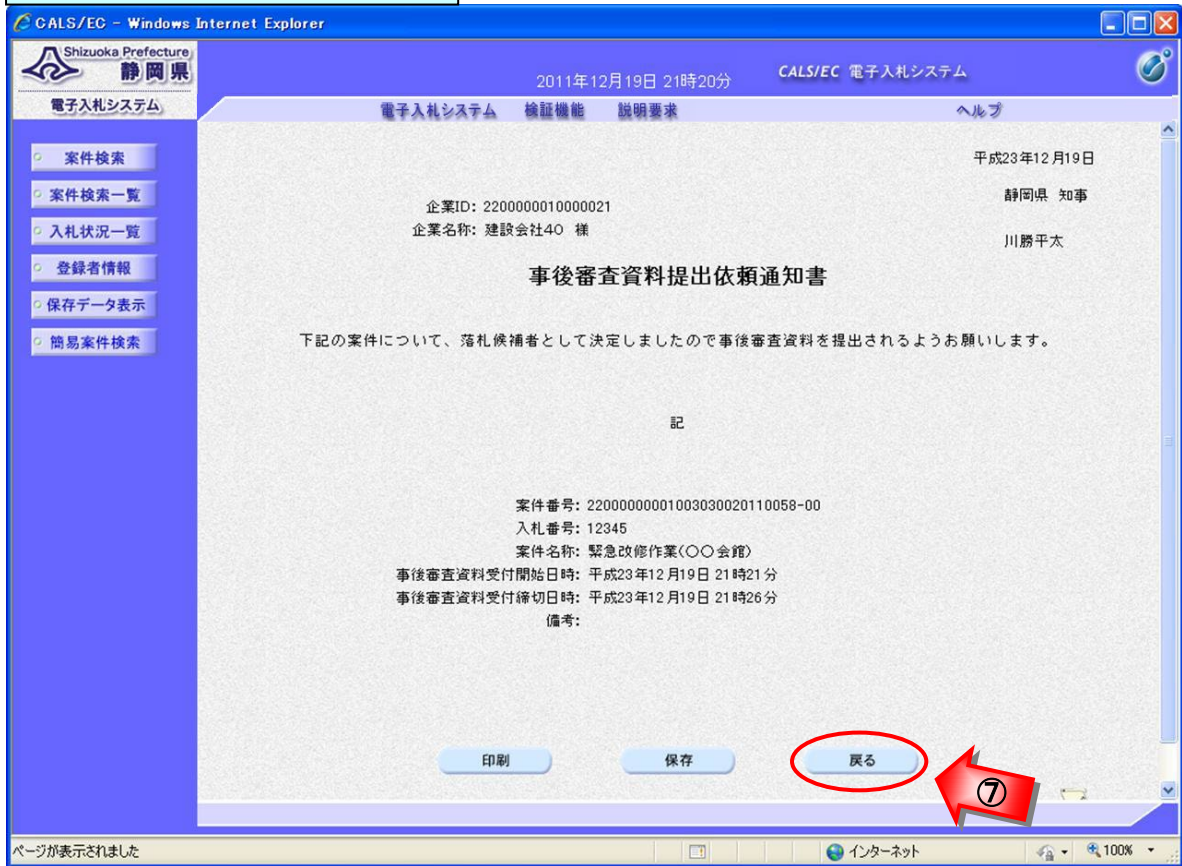 CALS/EC - Windows Internet Explorer
Shizuoka Prefecture
静岡県
電子入札システム
2011年12月19日 21時20分
CALS/EC 電子入札システム
電子入札システム 検証機能 説明要求 ヘルプ
案件検索
案件検索一覧
入札状況一覧
登録者情報
保存データ表示
簡易案件検索
平成23年12月19日
静岡県 知事
企業ID: 2200000010000021
企業名称: 建設会社40 様
川勝平太
事後審査資料提出依頼通知書
下記の案件について、落札候補者として決定しましたので事後審査資料を提出されるようお願いします。
記
案件番号: 2200000000100303002011​0058-00
入札番号: 12345
案件名称: 緊急改修作業(〇〇会館)
事後審査資料受付開始日時: 平成23年12月19日 21時21分
事後審査資料受付締切日時: 平成23年12月19日 21時26分
備考:
印刷 保存 戻る
⑦
ページが表示されました
インターネット
100%